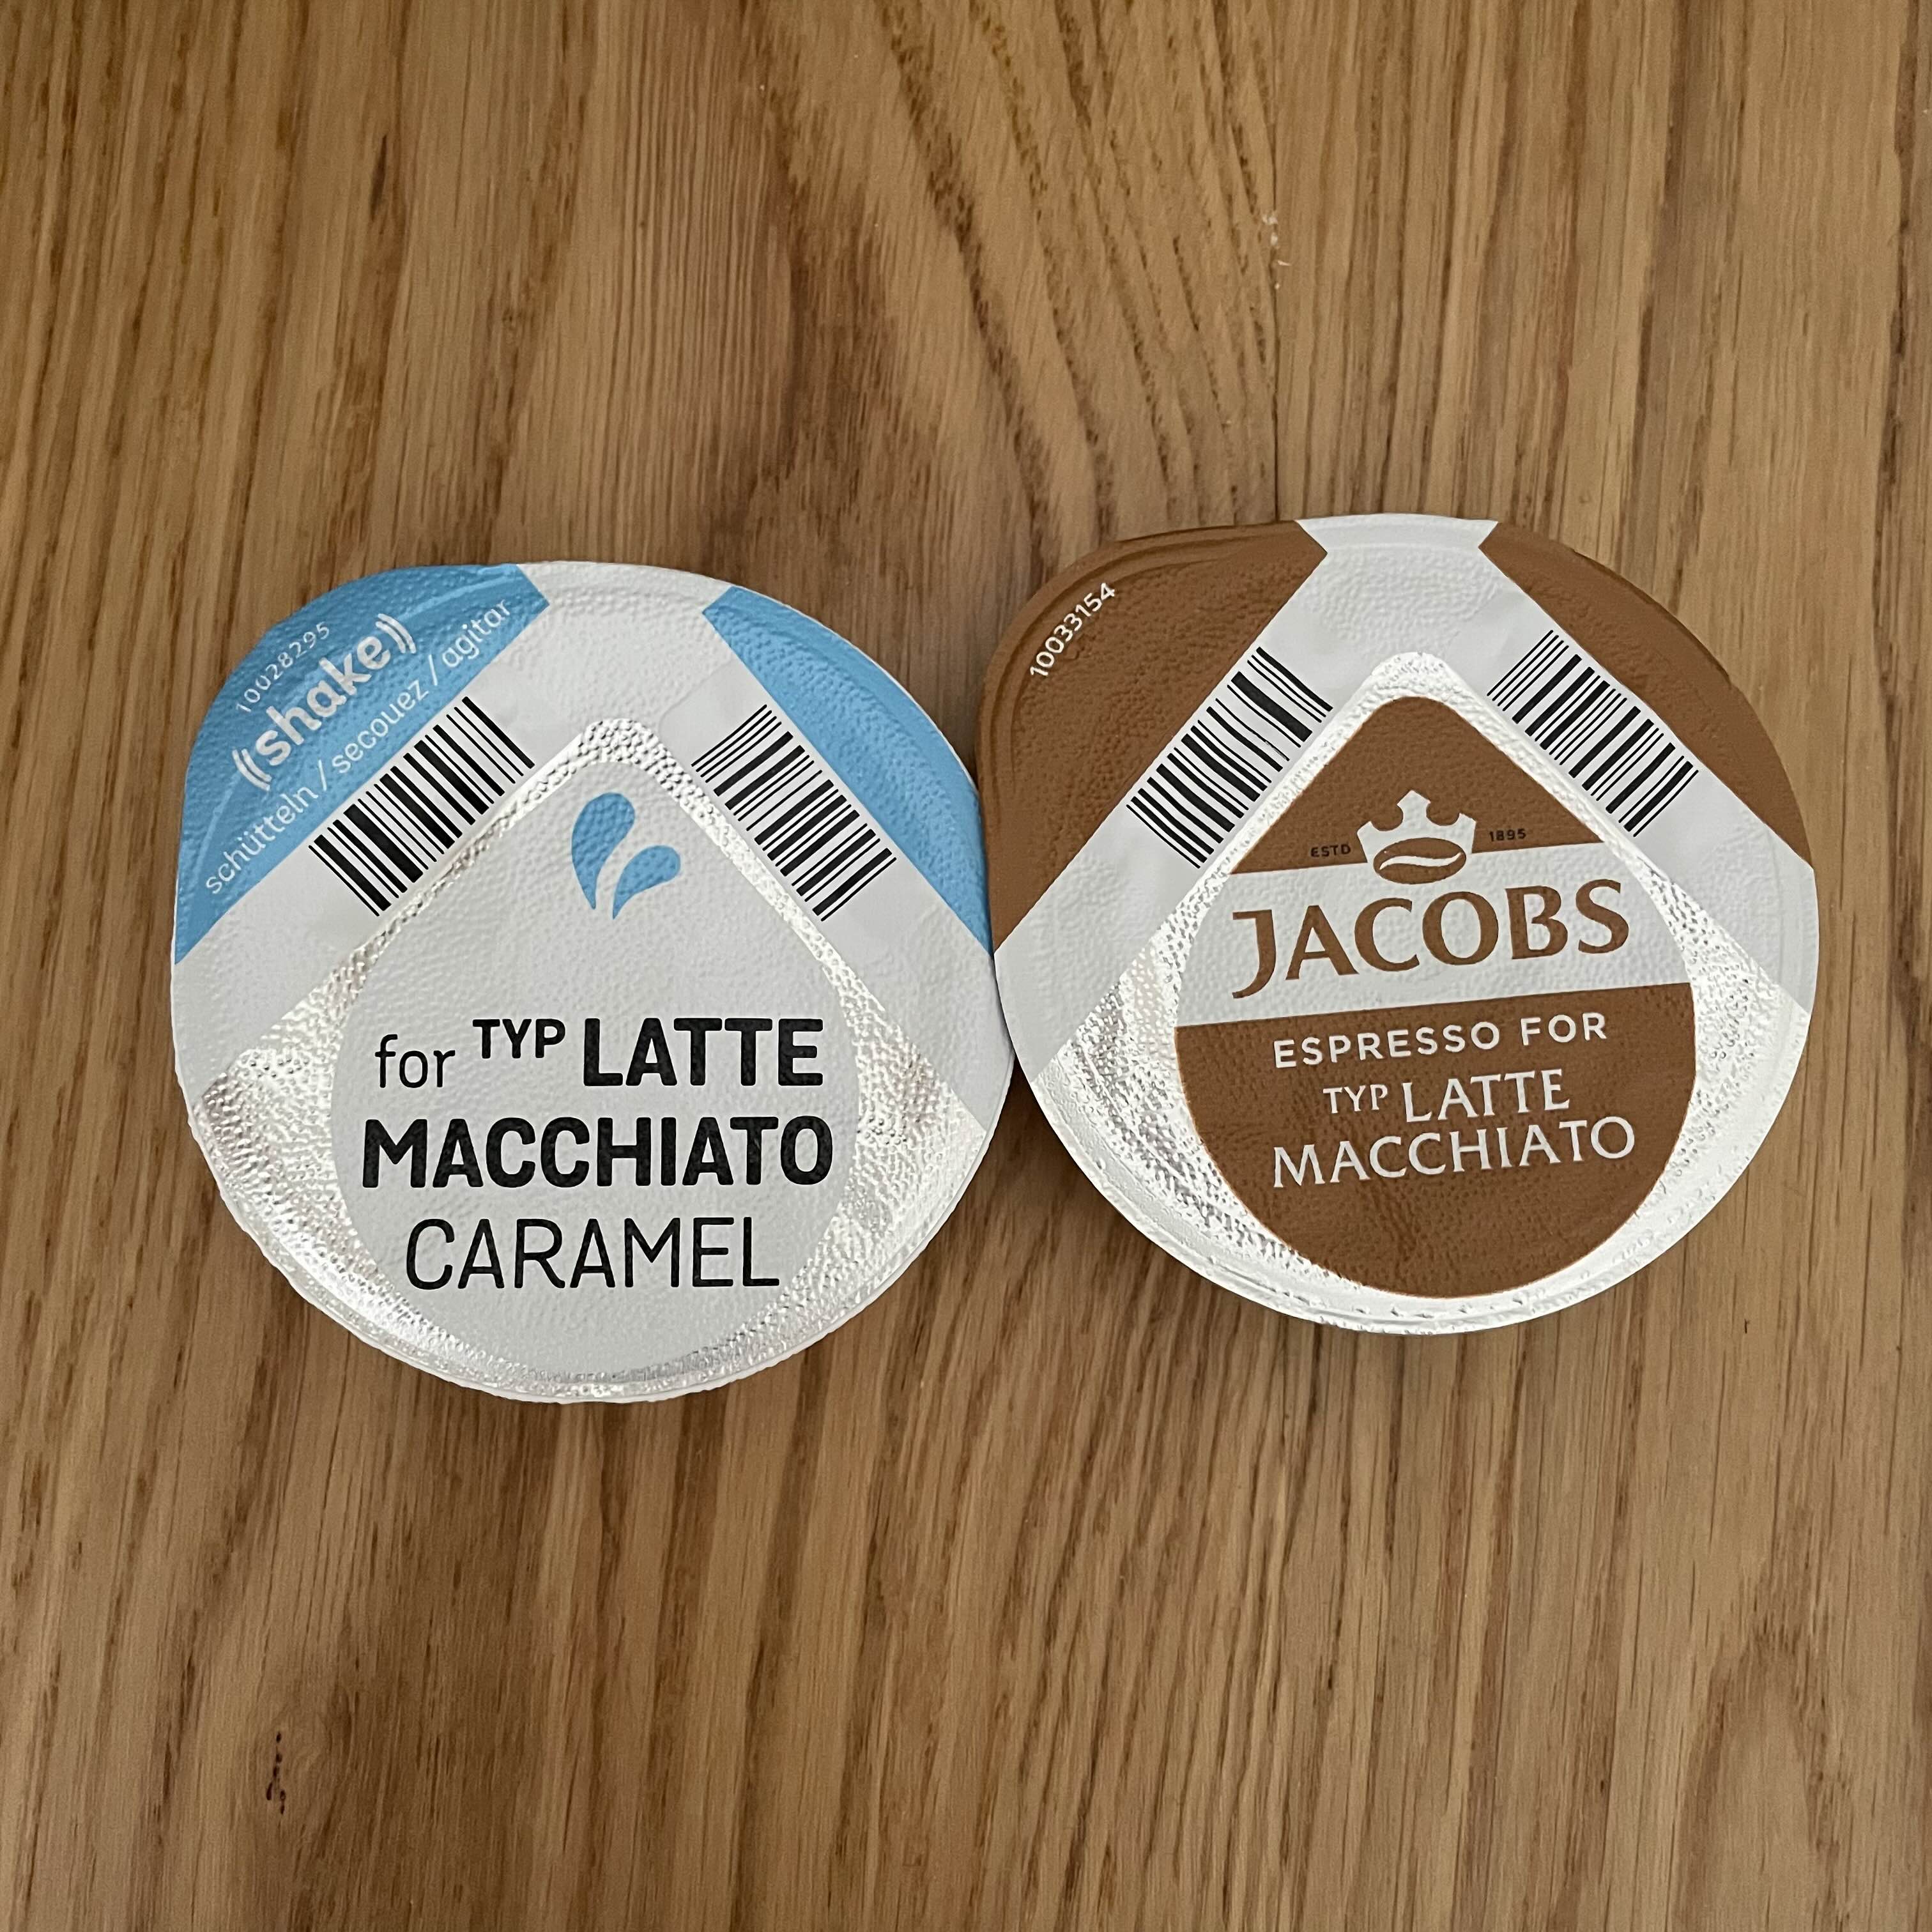 10028295
((shake))
schütteln / secouez / agitar
for TYP LATTE
MACCHIATO
CARAMEL
10033154
ESTD 1895
JACOBS
ESPRESSO FOR
TYP LATTE
MACCHIATO